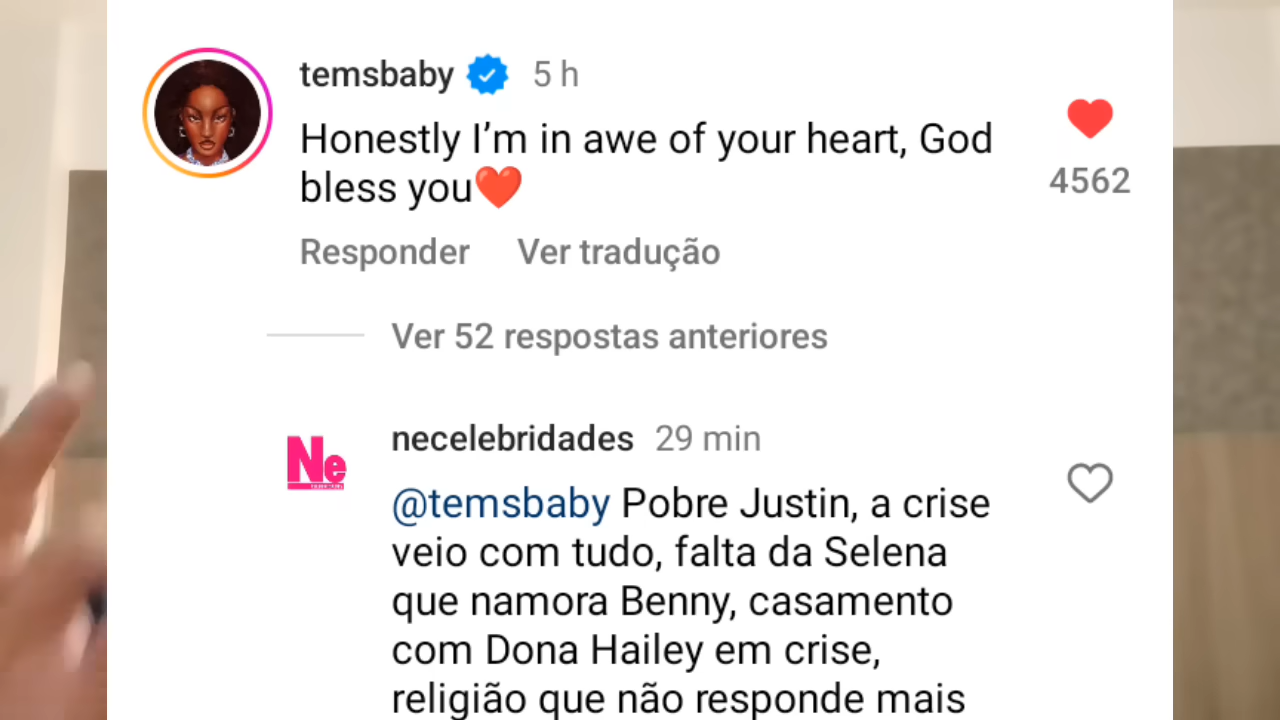 temsbaby 5 h
Honestly I’m in awe of your heart, God
bless you❤️
4562
Responder Ver tradução
Ver 52 respostas anteriores
Ne
necelebridades 29 min
@temsbaby Pobre Justin, a crise
veio com tudo, falta da Selena
que namora Benny, casamento
com Dona Hailey em crise,
religião que não responde mais